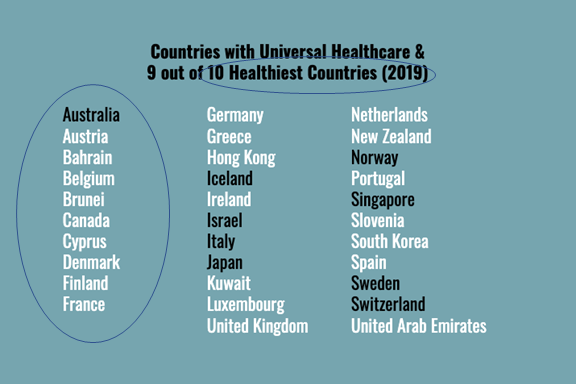 Countries with Universal Healthcare &
9 out of 10 Healthiest Countries (2019)
Australia
Austria
Bahrain
Belgium
Brunei
Canada
Cyprus
Denmark
Finland
France
Germany
Greece
Hong Kong
Iceland
Ireland
Israel
Italy
Japan
Kuwait
Luxembourg
United Kingdom
Netherlands
New Zealand
Norway
Portugal
Singapore
Slovenia
South Korea
Spain
Sweden
Switzerland
United Arab Emirates